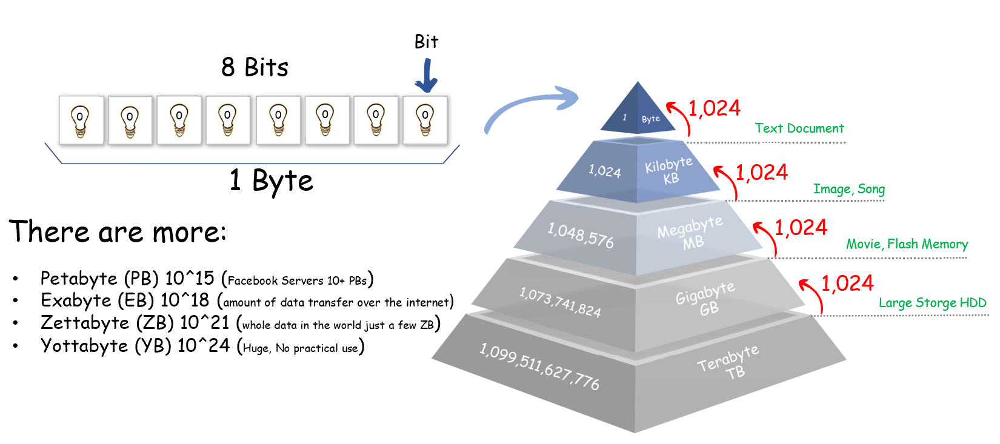 Bit
8 Bits
0 0 0 0 0 0 0 0
1 Byte
There are more:
• Petabyte (PB) 10^15 (Facebook Servers 10+ PBs)
• Exabyte (EB) 10^18 (amount of data transfer over the internet)
• Zettabyte (ZB) 10^21 (whole data in the world just a few ZB)
• Yottabyte (YB) 10^24 (Huge, No practical use)
1 Byte
1,024
Text Document
1,024
Kilobyte
KB
1,024
Image, Song
1,048,576
Megabyte
MB
1,024
Movie, Flash Memory
1,073,741,824
Gigabyte
GB
1,024
Large Storge HDD
1,099,511,627,776
Terabyte
TB